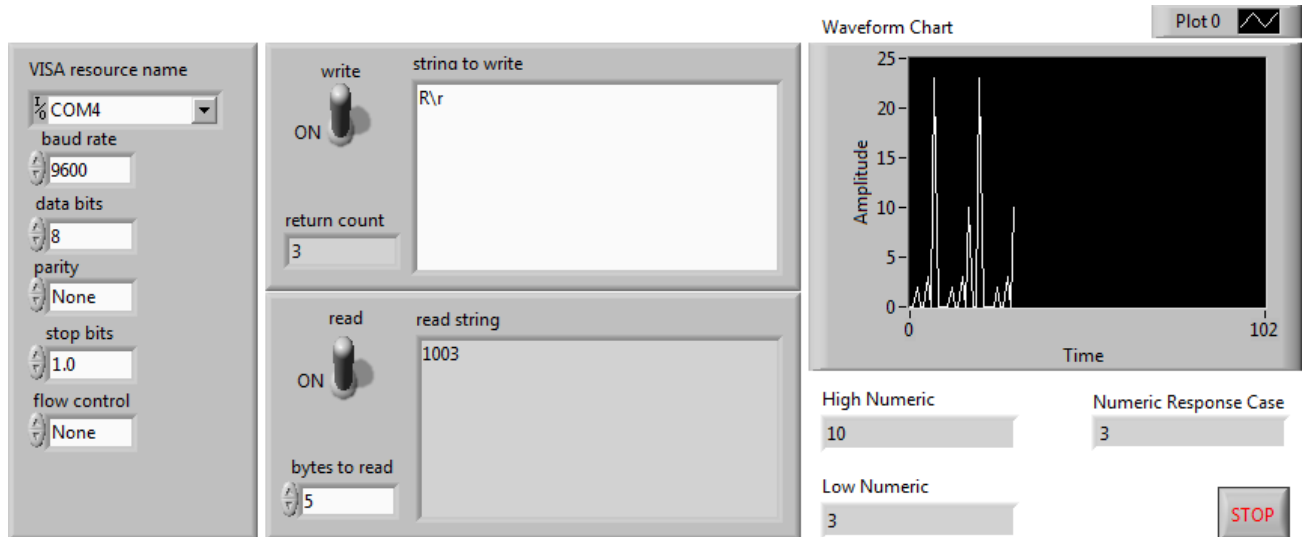 VISA resource name
I/O COM4
baud rate
9600
data bits
8
parity
None
stop bits
1.0
flow control
None
write
ON
return count
3
string to write
R\r
read
ON
bytes to read
5
read string
1003
Waveform Chart
Plot 0
Amplitude
25
20
15
10
5
0
0
102
Time
High Numeric
10
Numeric Response Case
3
Low Numeric
3
STOP